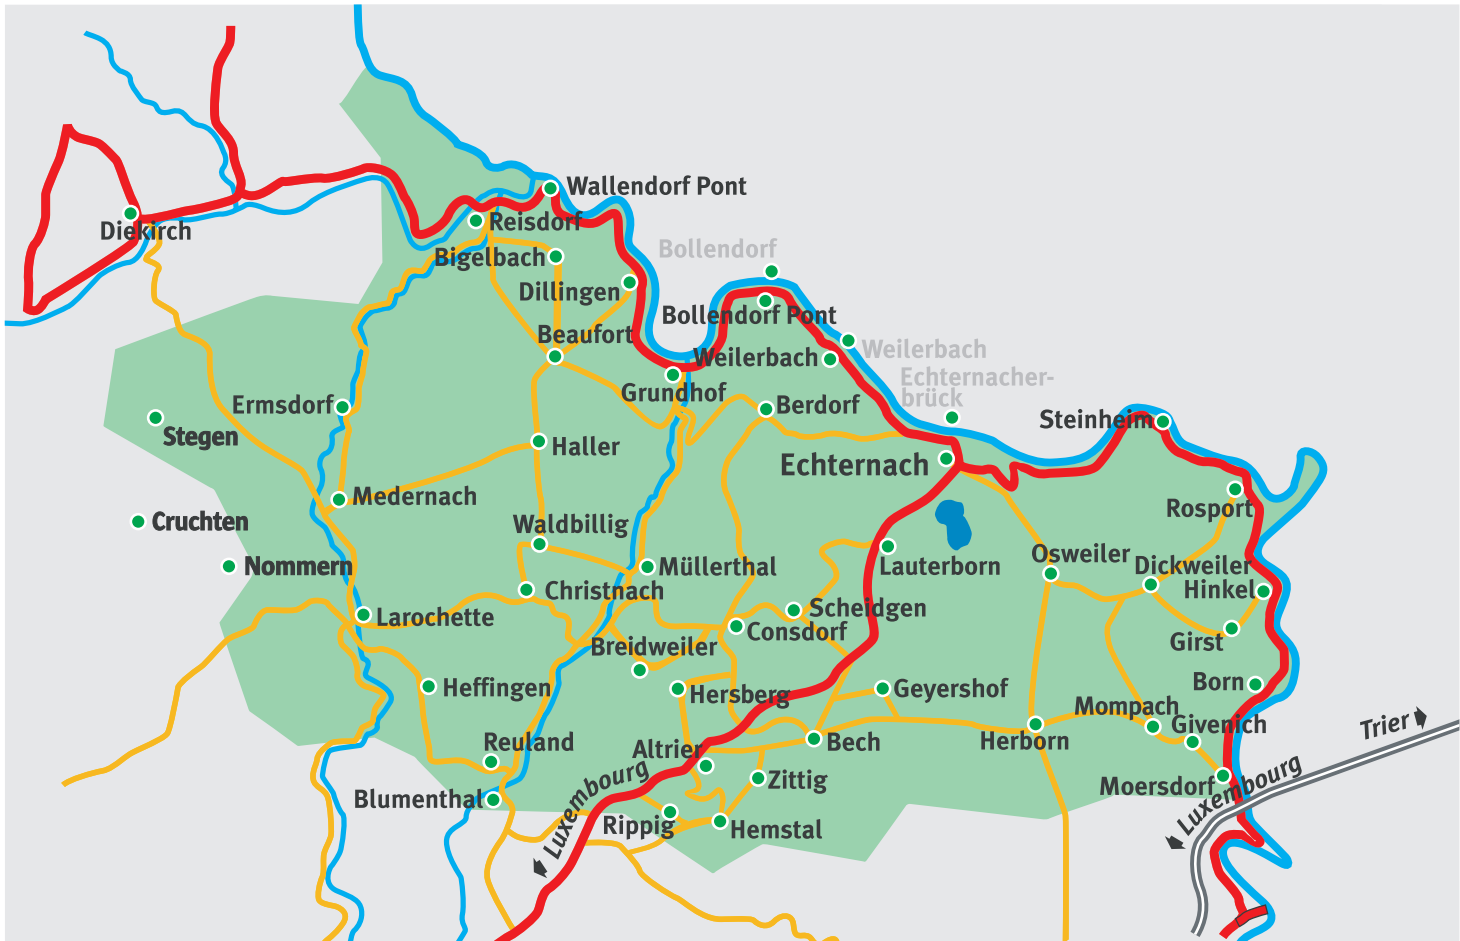 Wallendorf Pont
Diekirch
Reisdorf
Bollendorf
Bigelbach
Dillingen
Bollendorf Pont
Beaufort
Weilerbach
Weilerbach
Echternacher-
brück
Grundhof
Ermsdorf
Berdorf
Steinheim
Stegen
Haller
Echternach
Medernach
Rosport
Cruchten
Waldbillig
Osweiler
Nommern
Müllerthal
Lauterborn
Dickweiler
Christnach
Hinkel
Larochette
Scheidgen
Consdorf
Breidweiler
Girst
Heffingen
Hersberg
Geyershof
Born
Mompach
Givenich
Trier
Reuland
Altrier
Bech
Herborn
Zittig
Moersdorf
Luxembourg
Luxembourg
Blumenthal
Rippig
Hemstal